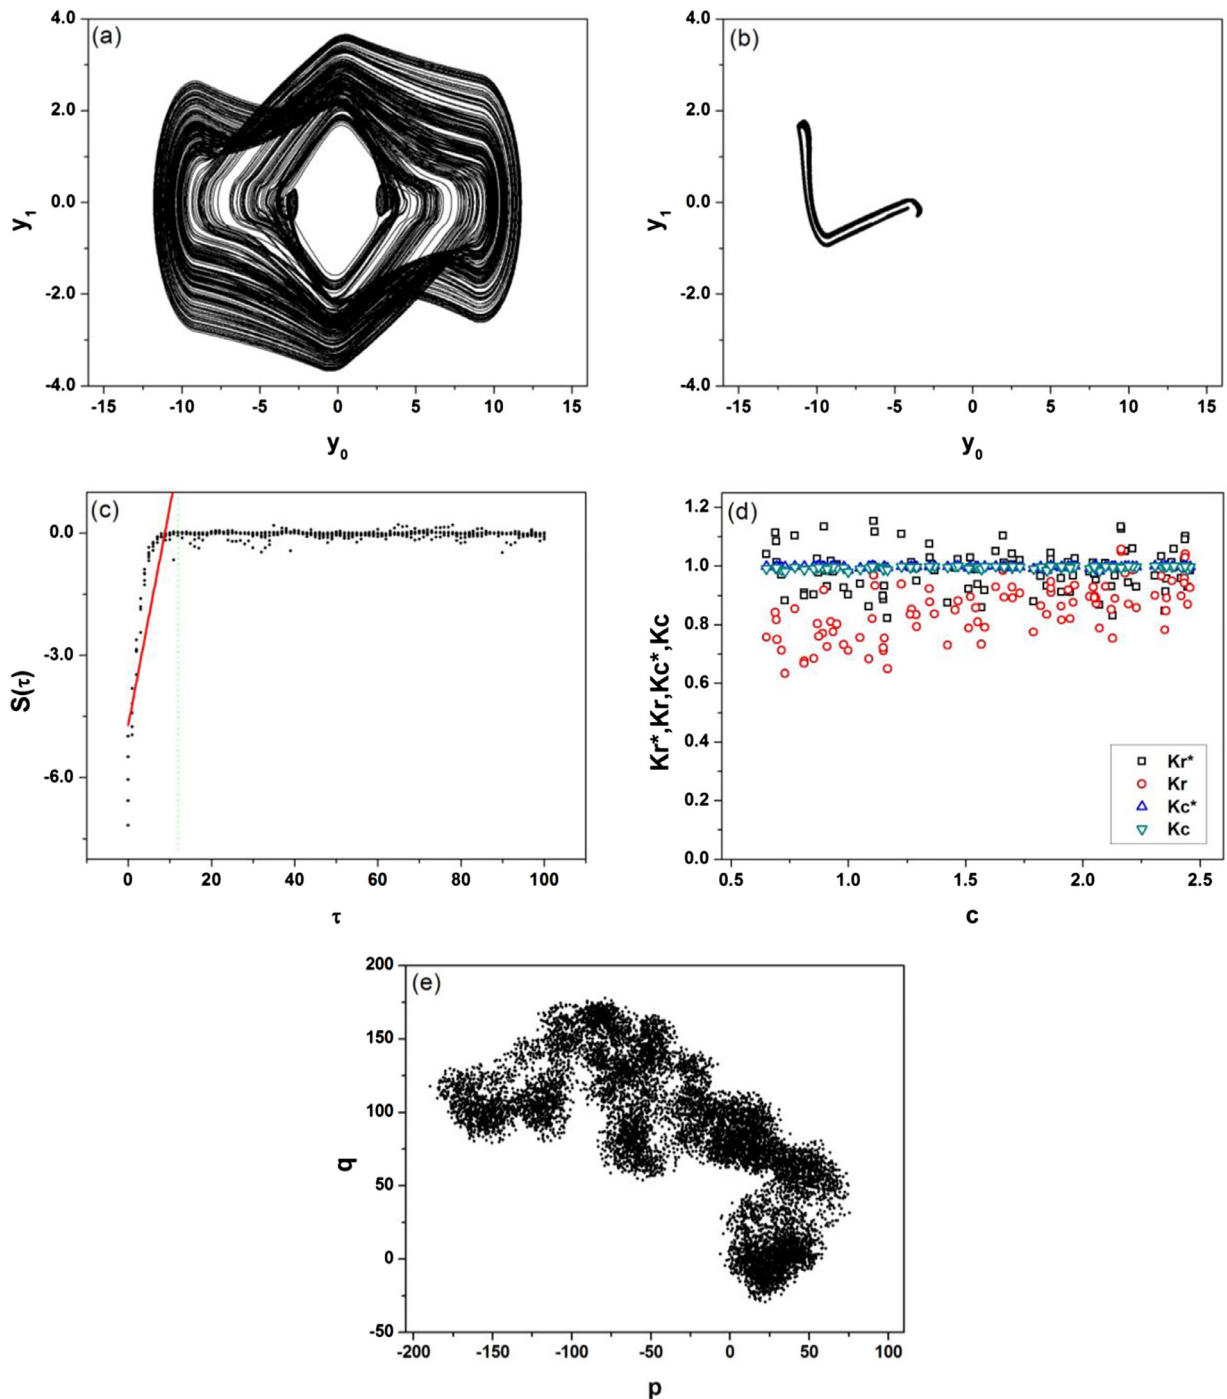 (a)
4.0
2.0
0.0
-2.0
-4.0
y1
-15 -10 -5 0 5 10 15
y0
(b)
4.0
2.0
0.0
-2.0
-4.0
y1
-15 -10 -5 0 5 10 15
y0
(c)
0.0
-3.0
-6.0
S(τ)
0 20 40 60 80 100
τ
(d)
1.2
1.0
0.8
0.6
0.4
0.2
0.0
Kr*,Kr,Kc*,Kc
Kr*
Kr
Kc*
Kc
0.5 1.0 1.5 2.0 2.5
c
(e)
200
150
100
50
0
-50
q
-200 -150 -100 -50 0 50 100
p